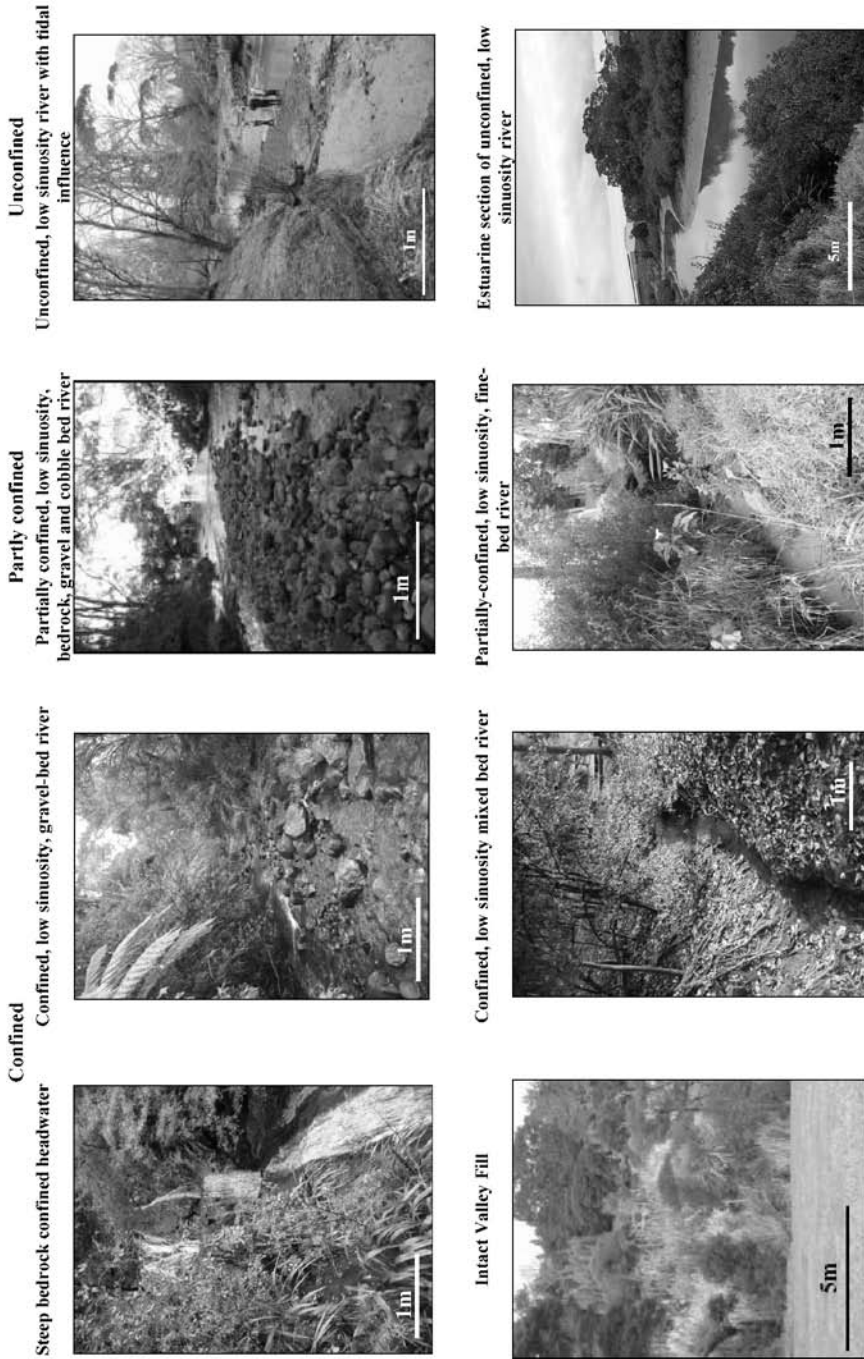 Confined
Partly confined
Unconfined
Steep bedrock confined headwater
Confined, low sinuosity, gravel-bed river
Partially confined, low sinuosity,
bedrock, gravel and cobble bed river
Unconfined, low sinuosity river with tidal
influence
1m
1m
1m
1m
Intact Valley Fill
Confined, low sinuosity mixed bed river
Partially-confined, low sinuosity, fine-
bed river
Estuarine section of unconfined, low
sinuosity river
5m
1m
1m
5m